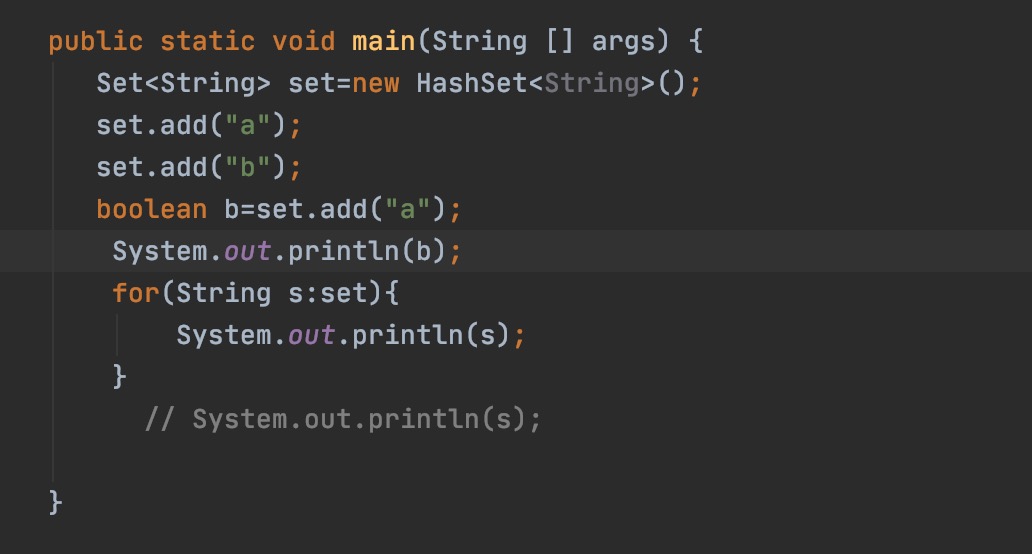 public static void main(String [] args) {
Set<String> set=new HashSet<String>();
set.add("a");
set.add("b");
boolean b=set.add("a");
System.out.println(b);
for(String s:set){
System.out.println(s);
}
// System.out.println(s);
}